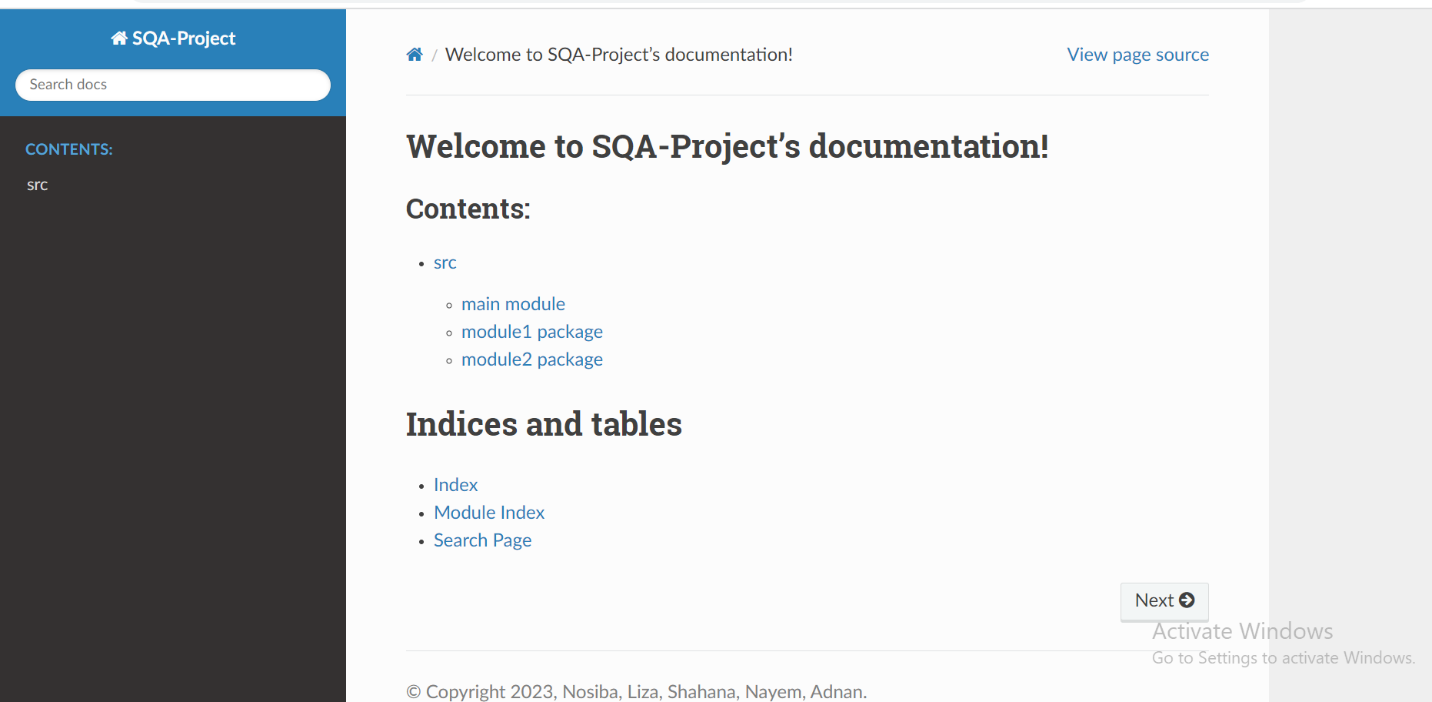 SQA-Project
Search docs
CONTENTS:
src
/ Welcome to SQA-Project’s documentation!
View page source
Welcome to SQA-Project’s documentation!
Contents:
• src
◦ main module
◦ module1 package
◦ module2 package
Indices and tables
• Index
• Module Index
• Search Page
Next
Activate Windows
Go to Settings to activate Windows.
© Copyright 2023, Nosiba, Liza, Shahana, Nayem, Adnan.